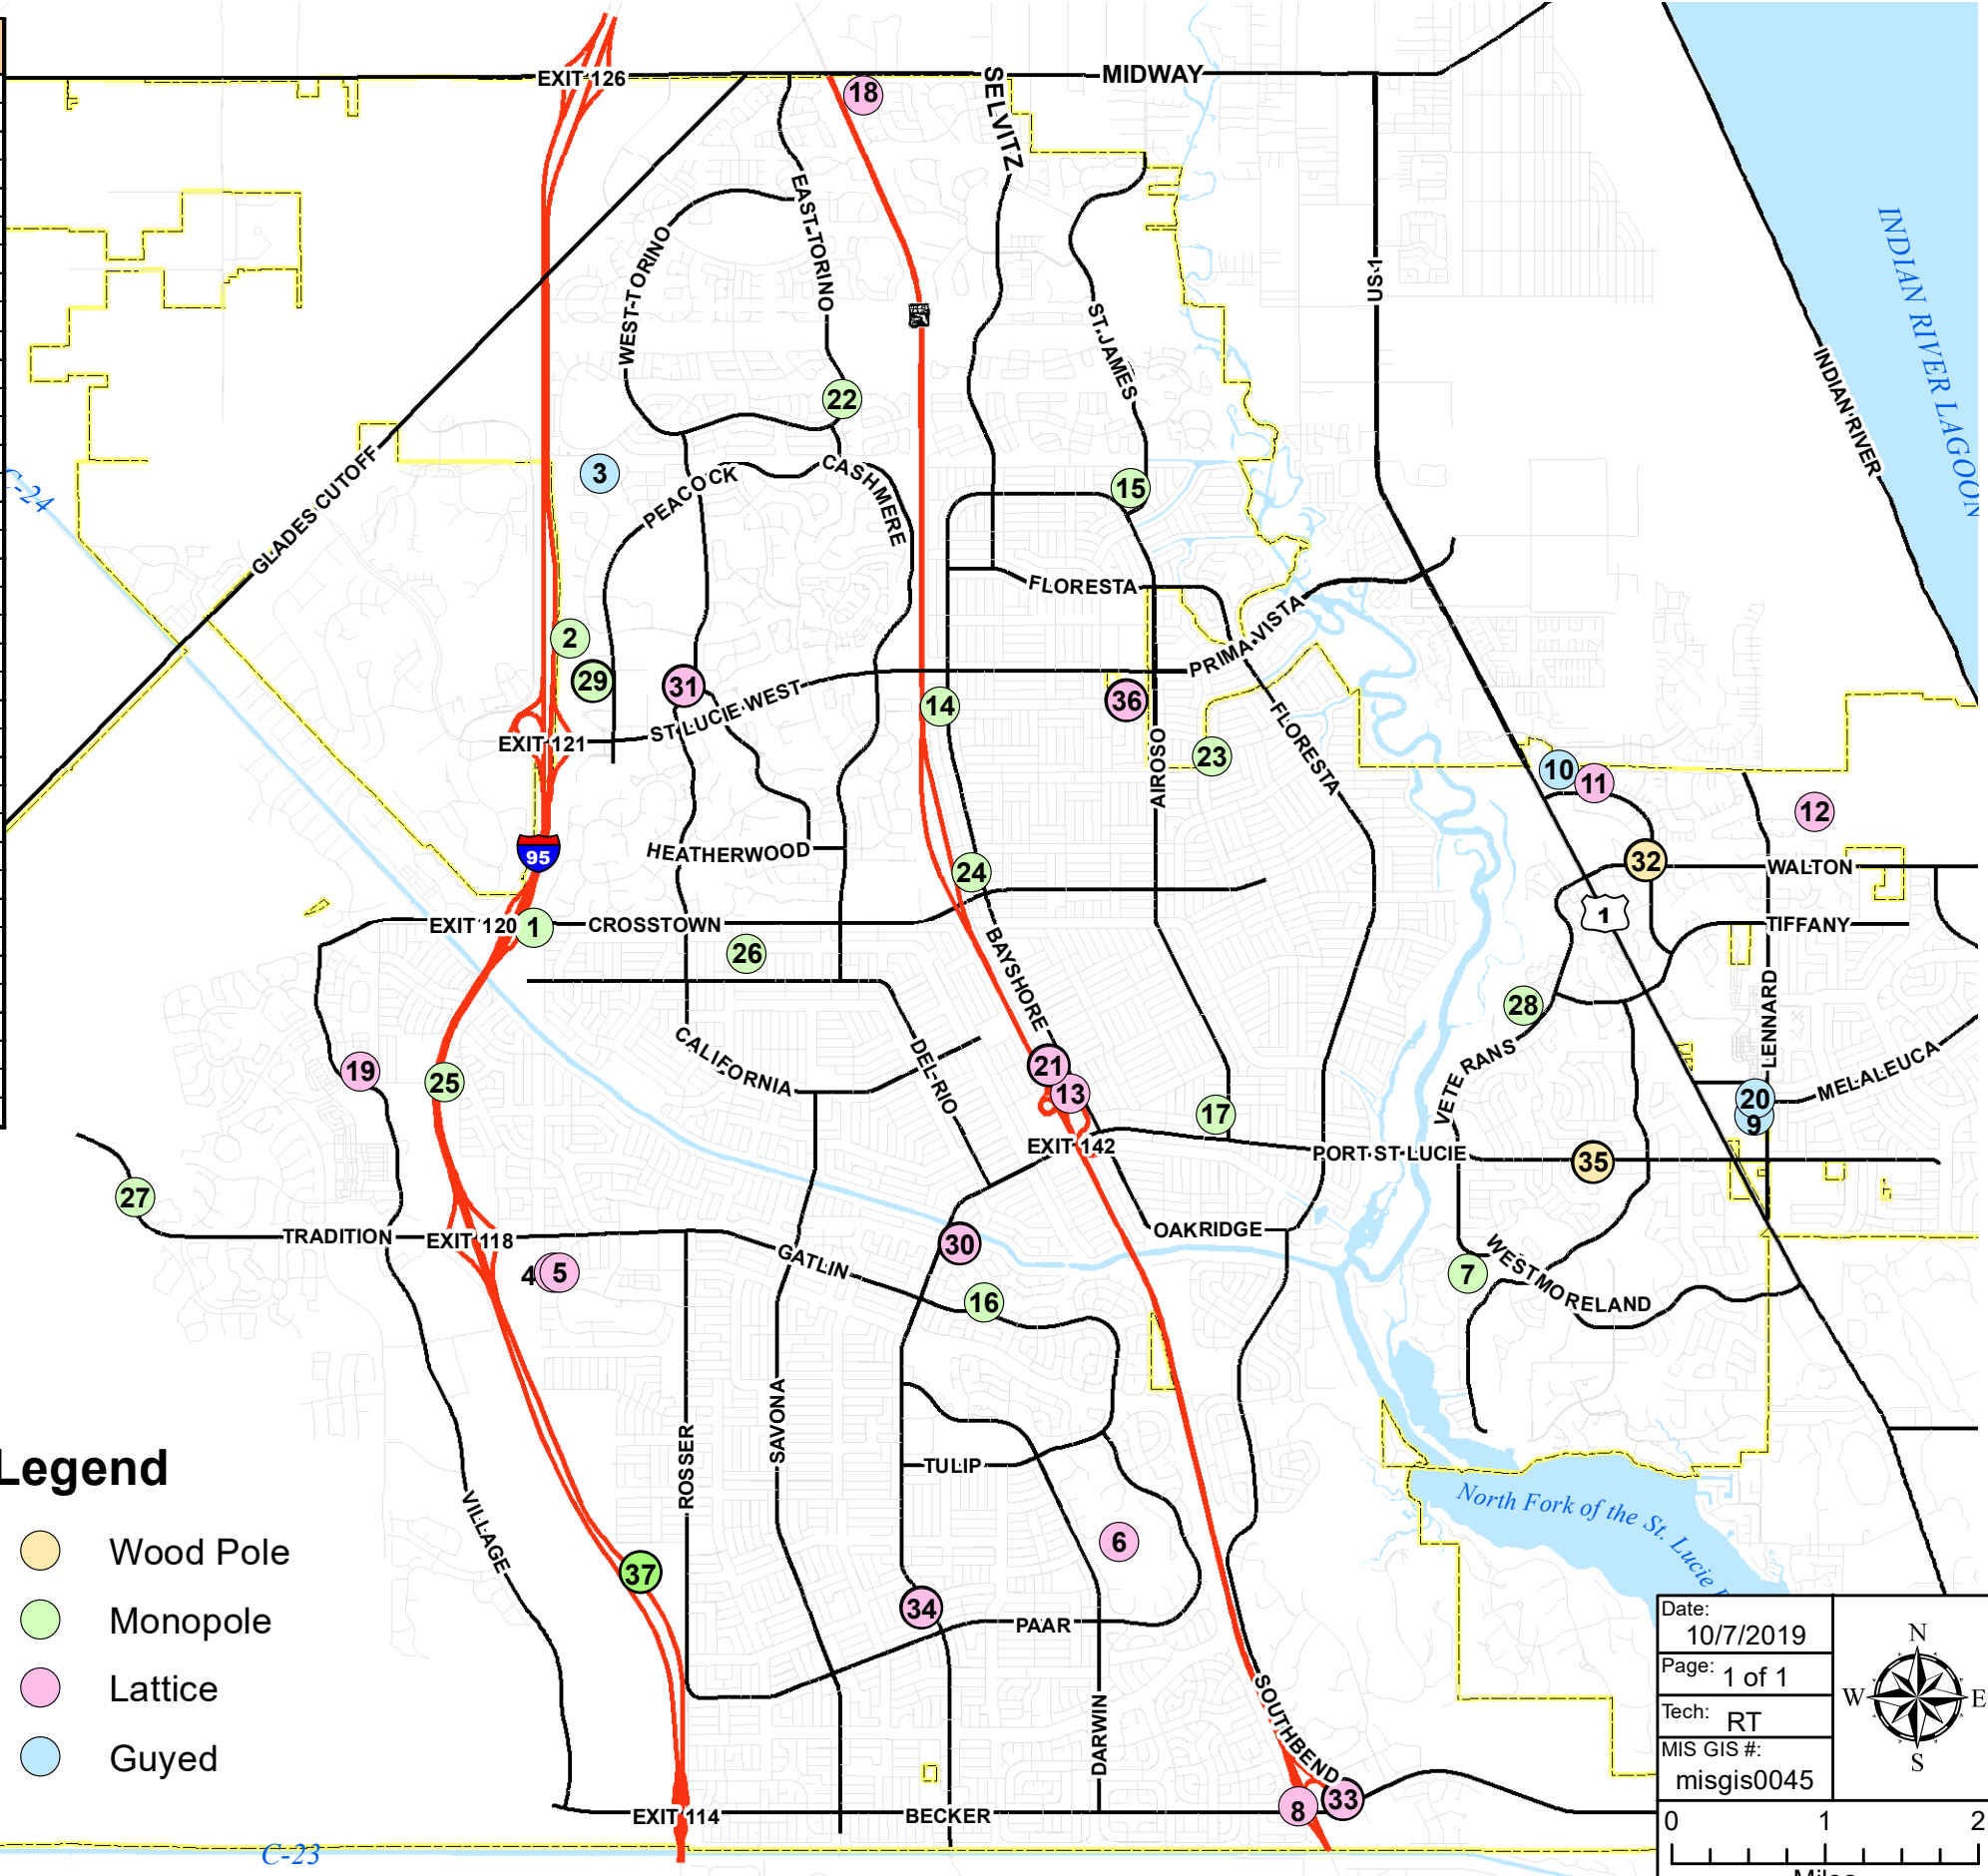 EXIT 126
MIDWAY
18
SELVITZ
EAST TORINO
WEST-TORINO
US-1
ST.JAMES
INDIAN RIVER LAGOON
INDIAN-RIVER
22
3
PEACOCK
CASHMERE
15
C-24
GLADES CUTOFF
FLORESTA
2
PRIMA-VISTA
29
31
ST-LUCIE-WEST
14
36
FLORESTA
EXIT 121
23
AIROSO
10
11
12
HEATHERWOOD
95
32
WALTON
24
1
EXIT 120
1
CROSSTOWN
TIFFANY
26
BAYSHORE
LENNARD
28
CALIFORNIA
DEL-RIO
VETERANS
MELALEUCA
19
25
21
13
20
9
17
EXIT 142
PORT-ST-LUCIE
35
27
TRADITION
EXIT 118
OAKRIDGE
30
GATLIN
4
5
7
WESTMORELAND
16
SAVONA
ROSSER
TULIP
Legend
VILLAGE
North Fork of the St. Lucie
Wood Pole
6
37
Monopole
34
PAAR
Lattice
DARWIN
SOUTHBEND
Guyed
8
33
EXIT 114
BECKER
C-23
Date:
10/7/2019
Page: 1 of 1
Tech: RT
MIS GIS #:
misgis0045
N
W E
S
0 1 2
Miles